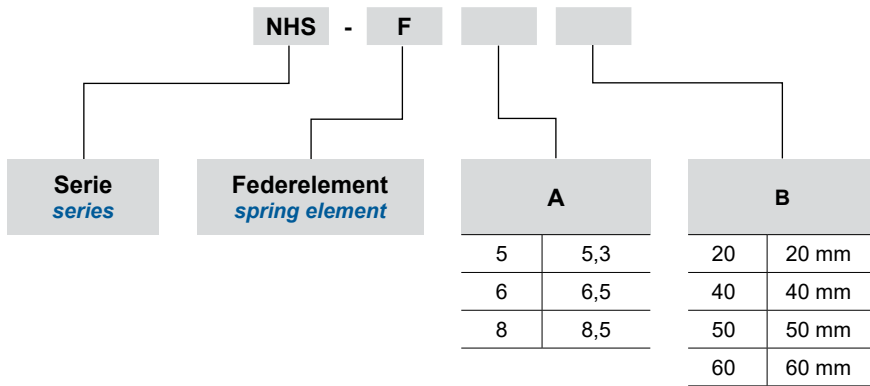 NHS - F
Serie
series
Federelement
spring element
A
5 5,3
6 6,5
8 8,5
B
20 20 mm
40 40 mm
50 50 mm
60 60 mm